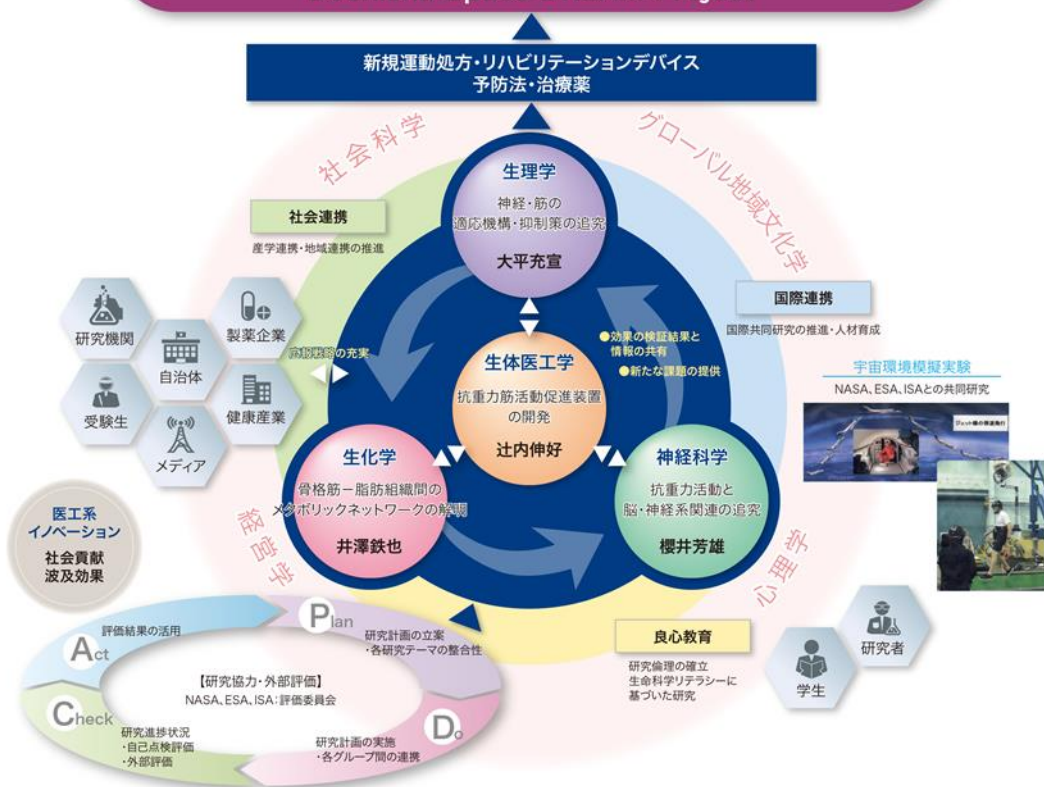 新規運動処方・リハビリテーションデバイス
予防法・治療薬
社会科学
グローバル地域文化学
生理学
神経・筋の
適応機構・抑制策の追究
大平充宣
社会連携
産学連携・地域連携の推進
国際連携
国際共同研究の推進・人材育成
研究機関
製薬企業
自治体
受験生
健康産業
メディア
広報戦略の充実
●効果の検証結果と
情報の共有
●新たな課題の提供
生体医工学
抗重力筋活動促進装置
の開発
辻内伸好
宇宙環境模擬実験
NASA、ESA、ISAとの共同研究
ジェット機の放物線飛行
生化学
骨格筋－脂肪組織間の
メタボリックネットワークの解明
井澤鉄也
神経科学
抗重力活動と
脳・神経系関連の追究
櫻井芳雄
医工系
イノベーション
社会貢献
波及効果
経営学
心理学
Plan
研究計画の立案
・各研究テーマの整合性
Act
評価結果の活用
【研究協力・外部評価】
NASA、ESA、ISA：評価委員会
Check
研究進捗状況
・自己点検評価
・外部評価
Do
研究計画の実施
・各グループ間の連携
良心教育
研究倫理の確立
生命科学リテラシーに
基づいた研究
研究者
学生